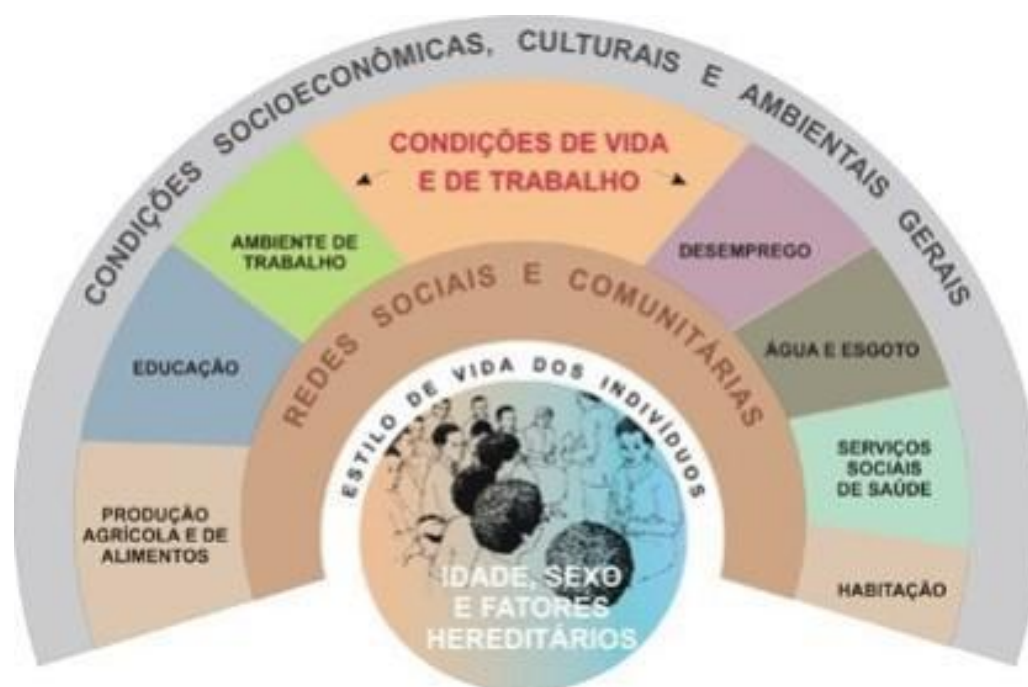 CONDIÇÕES SOCIOECONÔMICAS, CULTURAIS E AMBIENTAIS GERAIS
CONDIÇÕES DE VIDA
E DE TRABALHO
AMBIENTE DE
TRABALHO
DESEMPREGO
REDES SOCIAIS E COMUNITÁRIAS
EDUCAÇÃO
ÁGUA E ESGOTO
ESTILO DE VIDA DOS INDIVÍDUOS
SERVIÇOS
SOCIAIS
DE SAÚDE
PRODUÇÃO
AGRÍCOLA E DE
ALIMENTOS
HABITAÇÃO
IDADE, SEXO
E FATORES
HEREDITÁRIOS